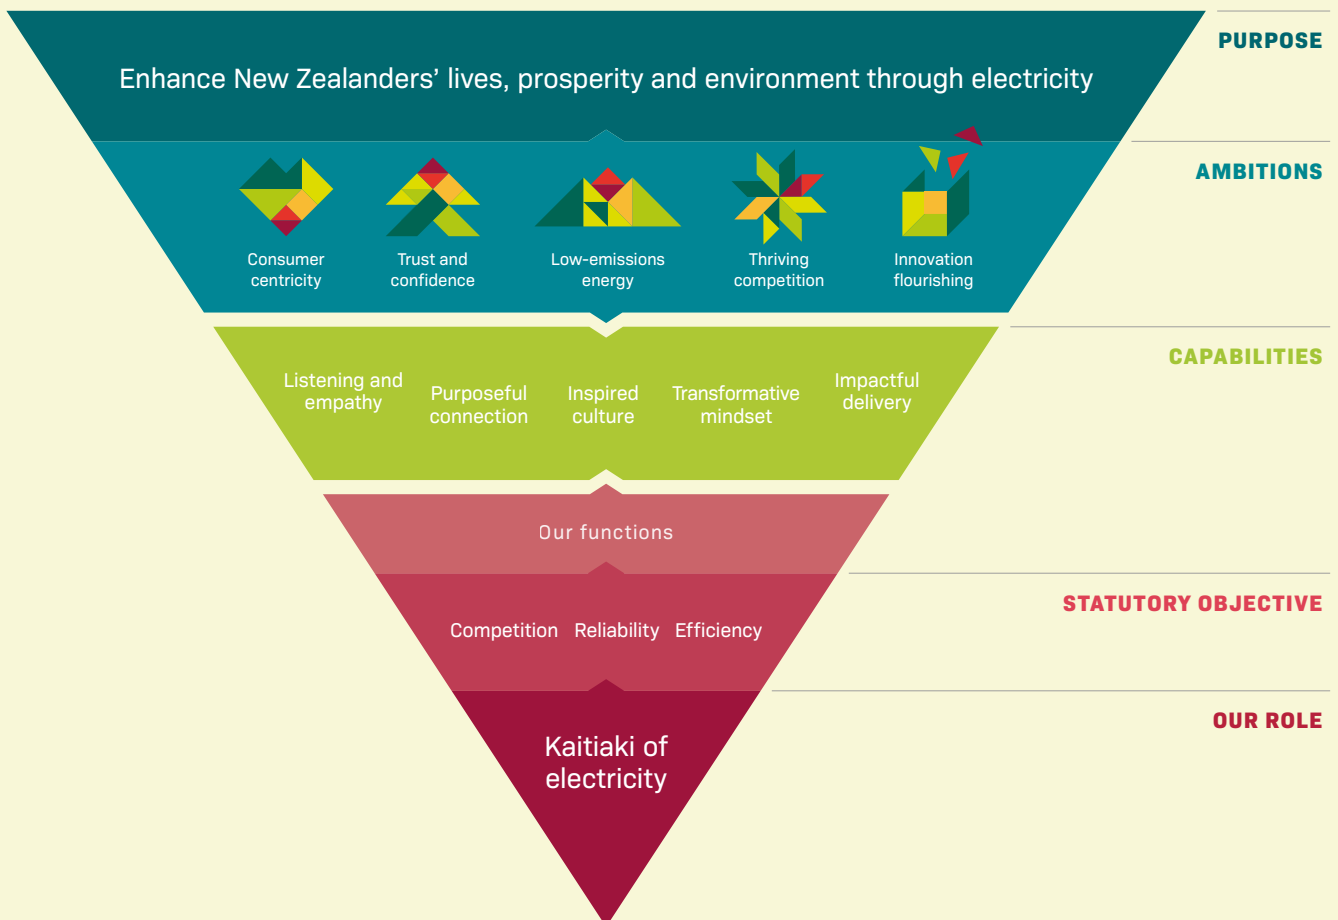 PURPOSE
Enhance New Zealanders’ lives, prosperity and environment through electricity
AMBITIONS
Consumer
centricity
Trust and
confidence
Low-emissions
energy
Thriving
competition
Innovation
flourishing
CAPABILITIES
Listening and
empathy
Purposeful
connection
Inspired
culture
Transformative
mindset
Impactful
delivery
Our functions
STATUTORY OBJECTIVE
Competition Reliability Efficiency
OUR ROLE
Kaitiaki of
electricity